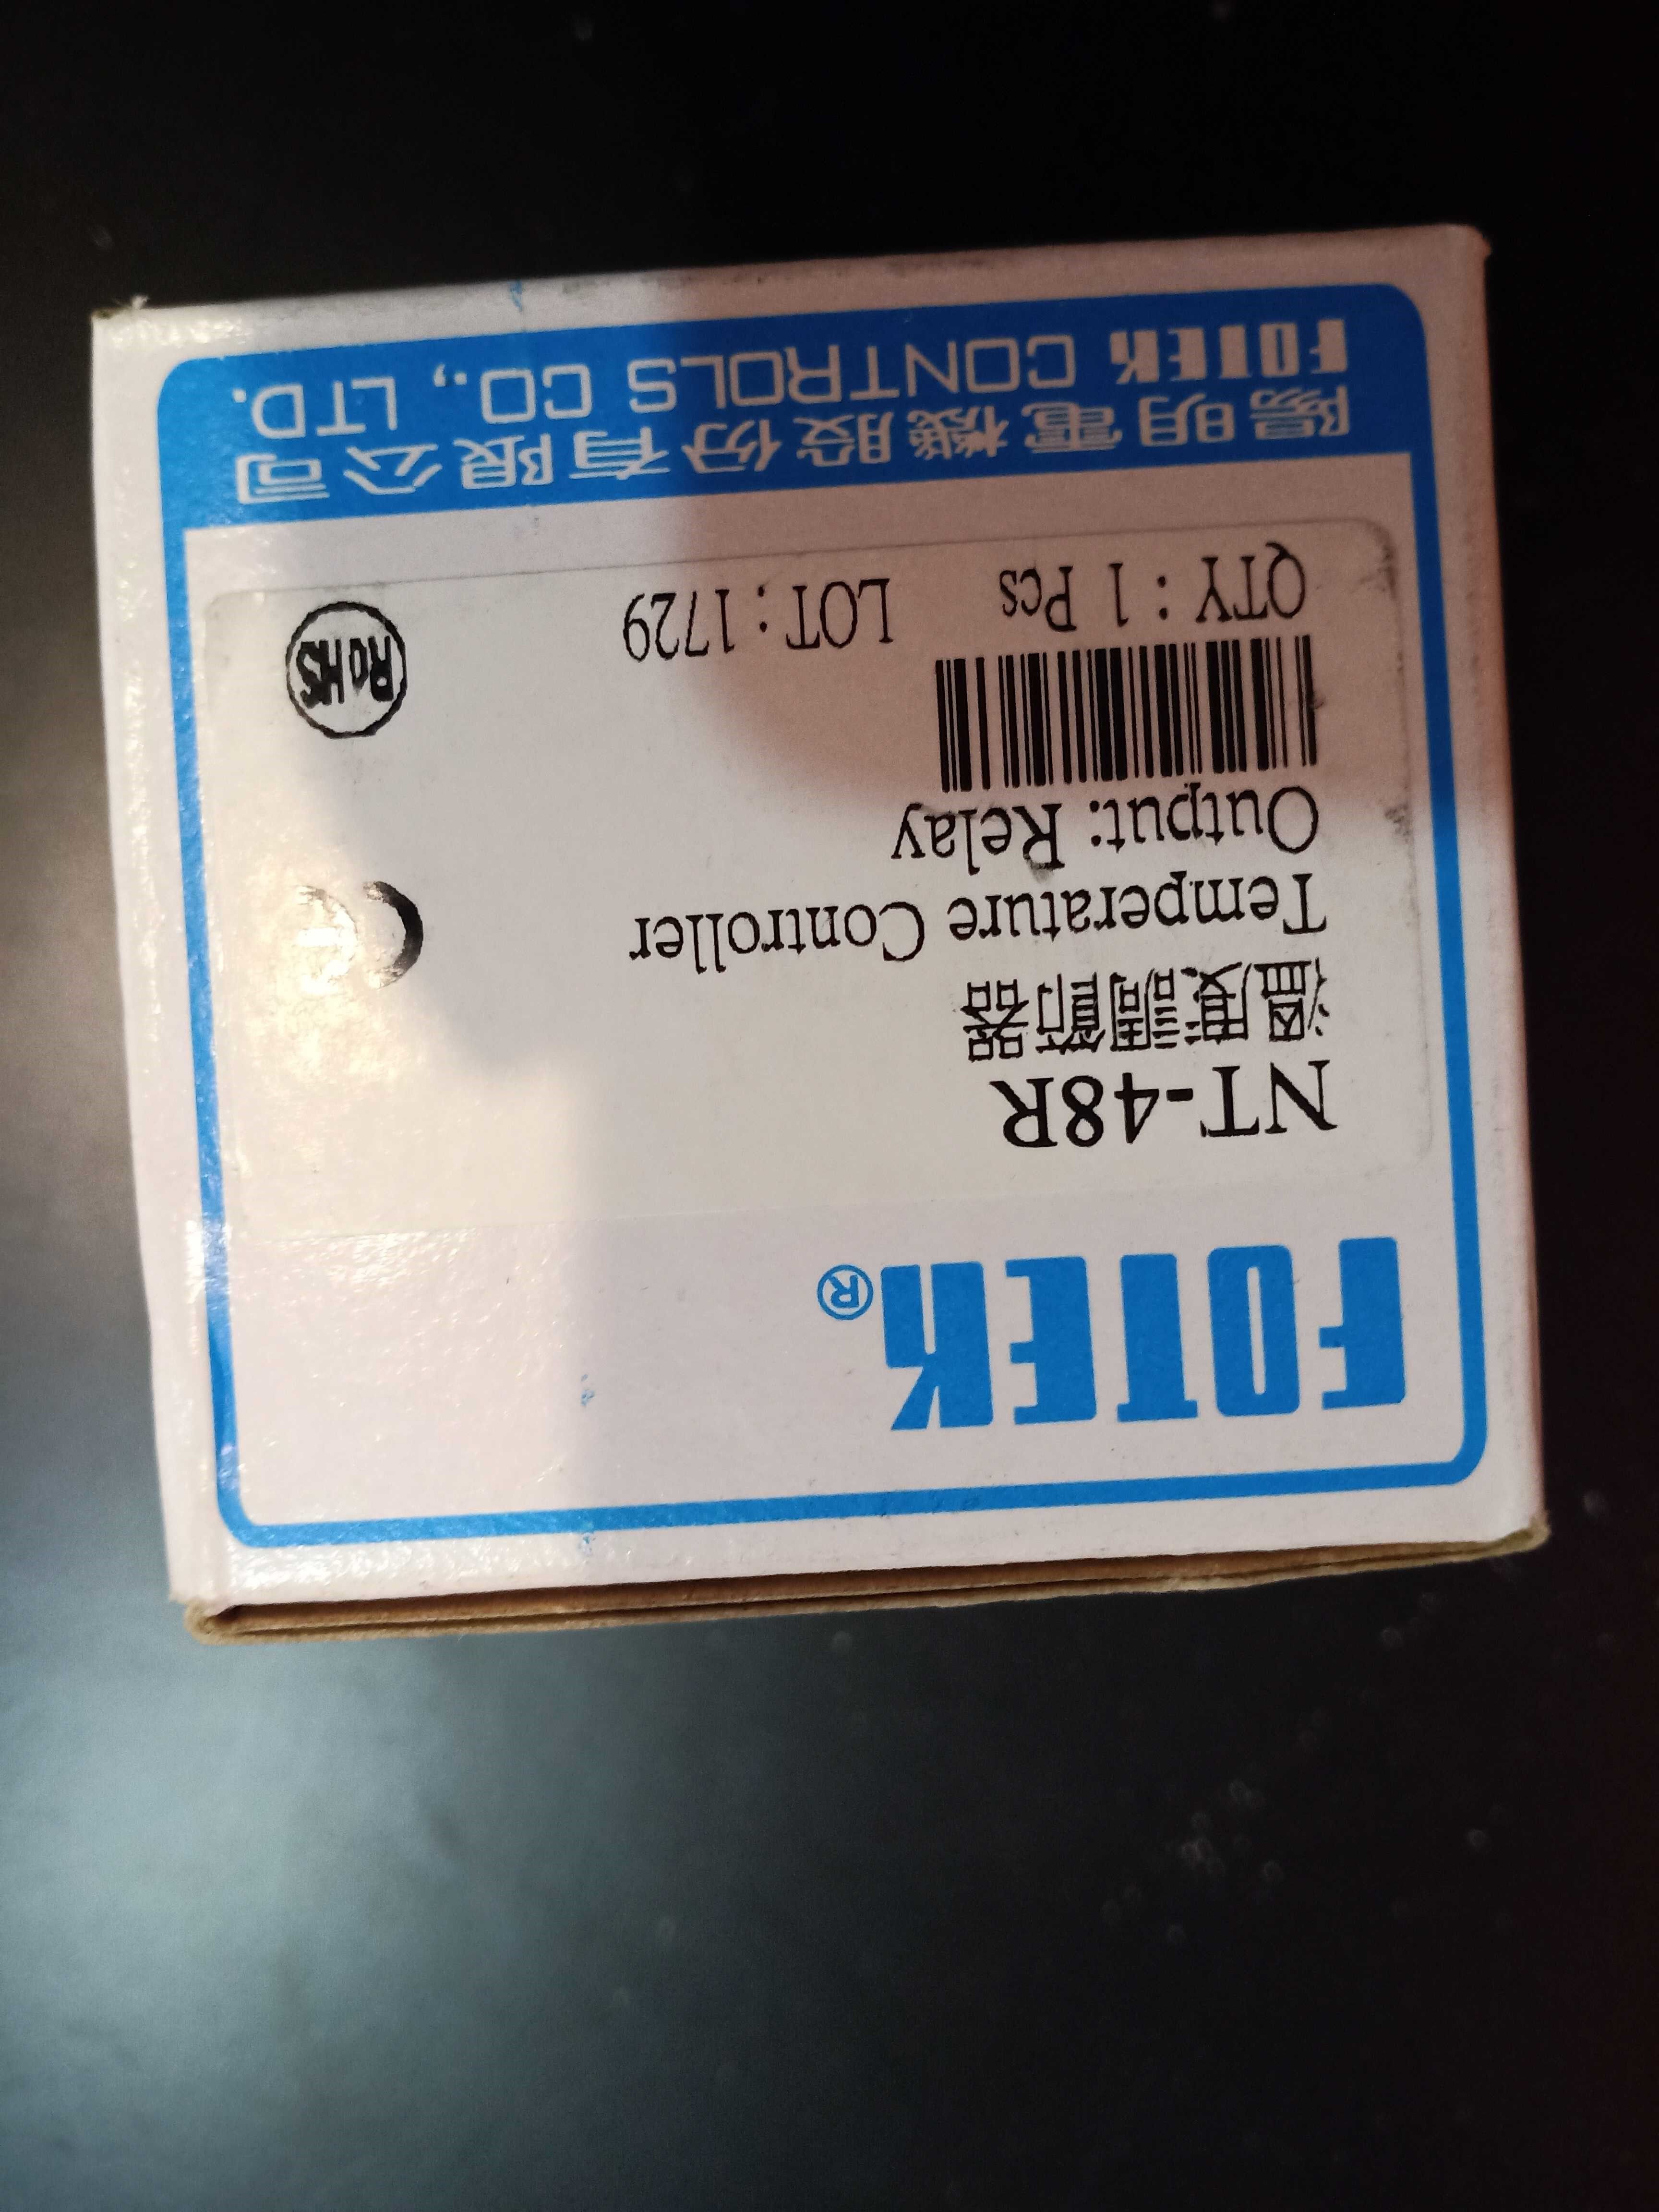 FOTEK®
NT-48R
溫度調節器
Temperature Controller
Output: Relay
CE
QTY : 1 Pcs LOT : 1729
RoHS
陽明電機股份有限公司
FOTEK CONTROLS CO., LTD.